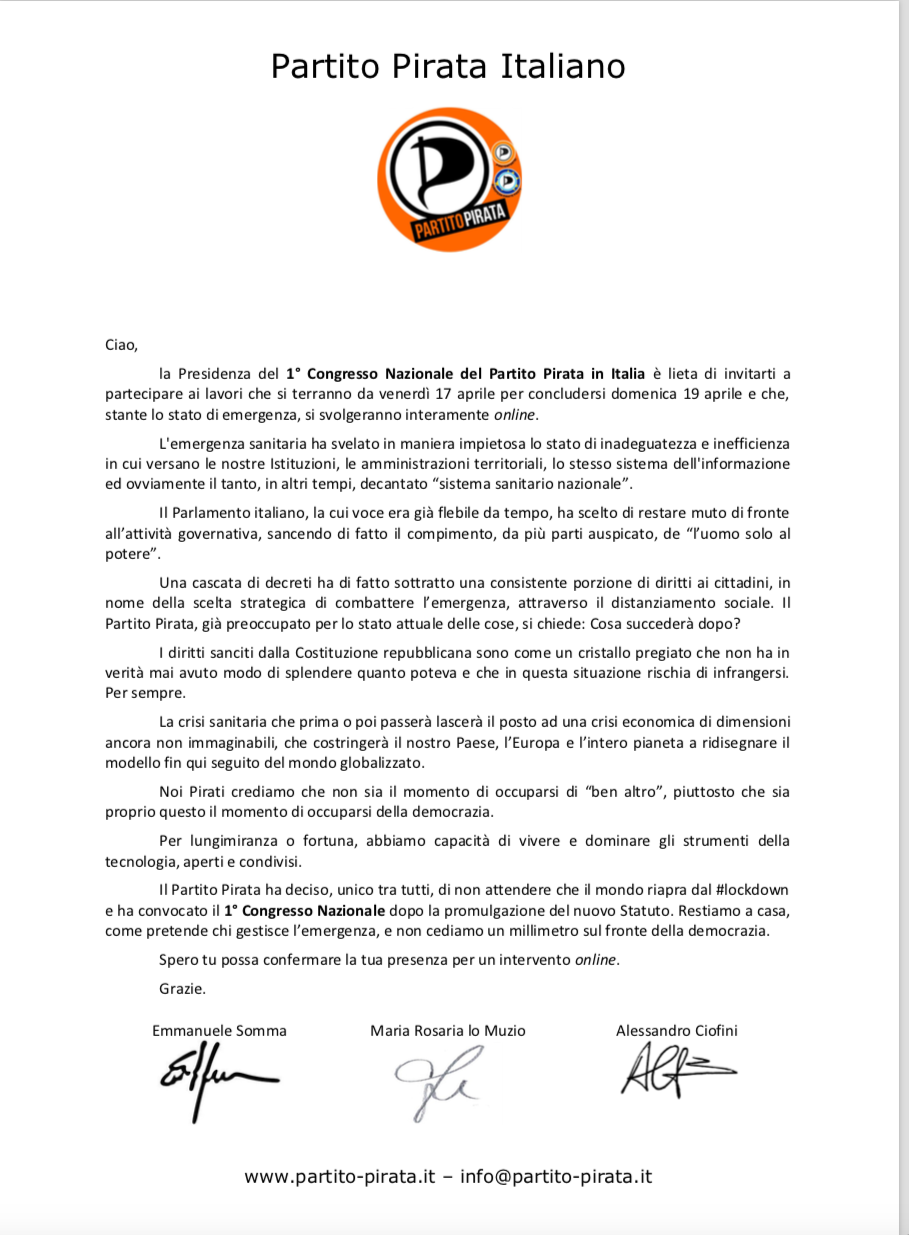 Partito Pirata Italiano
PARTITOPIRATA
Ciao,
la Presidenza del 1° Congresso Nazionale del Partito Pirata in Italia è lieta di invitarti a
partecipare ai lavori che si terranno da venerdì 17 aprile per concludersi domenica 19 aprile e che,
stante lo stato di emergenza, si svolgeranno interamente online.
L'emergenza sanitaria ha svelato in maniera impietosa lo stato di inadeguatezza e inefficienza
in cui versano le nostre Istituzioni, le amministrazioni territoriali, lo stesso sistema dell'informazione
ed ovviamente il tanto, in altri tempi, decantato “sistema sanitario nazionale”.
Il Parlamento italiano, la cui voce era già flebile da tempo, ha scelto di restare muto di fronte
all’attività governativa, sancendo di fatto il compimento, da più parti auspicato, de “l’uomo solo al
potere”.
Una cascata di decreti ha di fatto sottratto una consistente porzione di diritti ai cittadini, in
nome della scelta strategica di combattere l’emergenza, attraverso il distanziamento sociale. Il
Partito Pirata, già preoccupato per lo stato attuale delle cose, si chiede: Cosa succederà dopo?
I diritti sanciti dalla Costituzione repubblicana sono come un cristallo pregiato che non ha in
verità mai avuto modo di splendere quanto poteva e che in questa situazione rischia di infrangersi.
Per sempre.
La crisi sanitaria che prima o poi passerà lascerà il posto ad una crisi economica di dimensioni
ancora non immaginabili, che costringerà il nostro Paese, l’Europa e l’intero pianeta a ridisegnare il
modello fin qui seguito del mondo globalizzato.
Noi Pirati crediamo che non sia il momento di occuparsi di “ben altro”, piuttosto che sia
proprio questo il momento di occuparsi della democrazia.
Per lungimiranza o fortuna, abbiamo capacità di vivere e dominare gli strumenti della
tecnologia, aperti e condivisi.
Il Partito Pirata ha deciso, unico tra tutti, di non attendere che il mondo riapra dal #lockdown
e ha convocato il 1° Congresso Nazionale dopo la promulgazione del nuovo Statuto. Restiamo a casa,
come pretende chi gestisce l’emergenza, e non cediamo un millimetro sul fronte della democrazia.
Spero tu possa confermare la tua presenza per un intervento online.
Grazie.
Emmanuele Somma Maria Rosaria lo Muzio Alessandro Ciofini
www.partito-pirata.it – info@partito-pirata.it